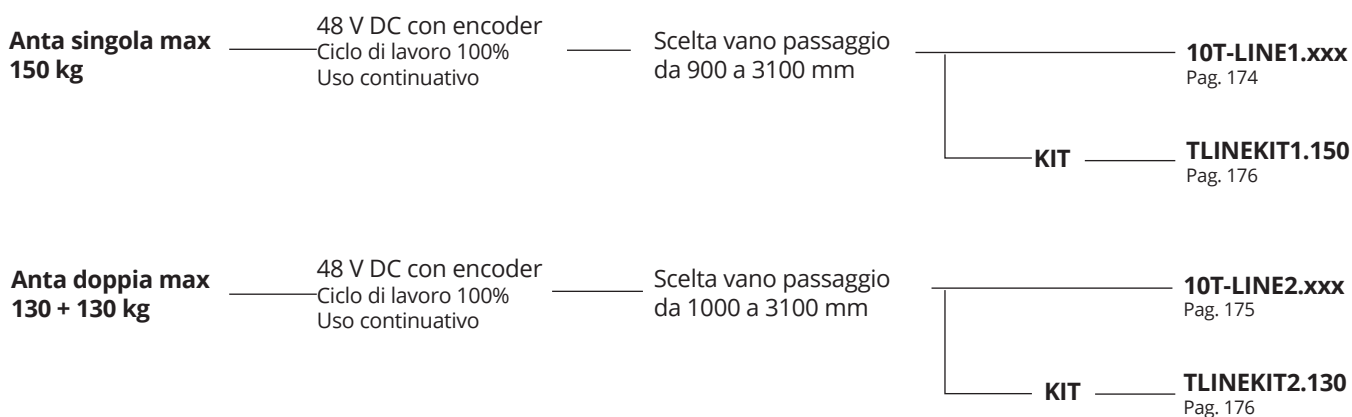 Anta singola max
150 kg
48 V DC con encoder
Ciclo di lavoro 100%
Uso continuativo
Scelta vano passaggio
da 900 a 3100 mm
10T-LINE1.xxx
Pag. 174
KIT
TLINEKIT1.150
Pag. 176
Anta doppia max
130 + 130 kg
48 V DC con encoder
Ciclo di lavoro 100%
Uso continuativo
Scelta vano passaggio
da 1000 a 3100 mm
10T-LINE2.xxx
Pag. 175
KIT
TLINEKIT2.130
Pag. 176